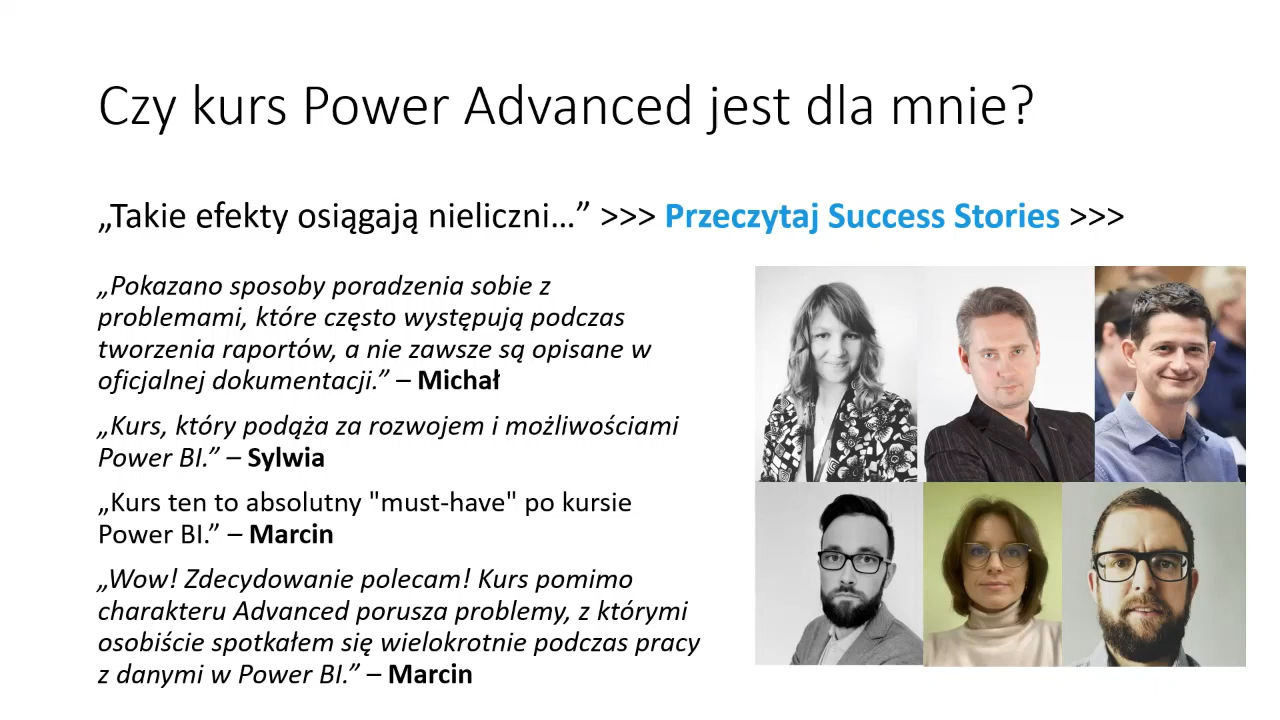 Czy kurs Power Advanced jest dla mnie?
„Takie efekty osiągają nieliczni…” >>> Przeczytaj Success Stories >>>
„Pokazano sposoby poradzenia sobie z
problemami, które często występują podczas
tworzenia raportów, a nie zawsze są opisane w
oficjalnej dokumentacji.” – Michał
„Kurs, który podąża za rozwojem i możliwościami
Power BI.” – Sylwia
„Kurs ten to absolutny "must-have" po kursie
Power BI.” – Marcin
„Wow! Zdecydowanie polecam! Kurs pomimo
charakteru Advanced porusza problemy, z którymi
osobiście spotkałem się wielokrotnie podczas pracy
z danymi w Power BI.” – Marcin